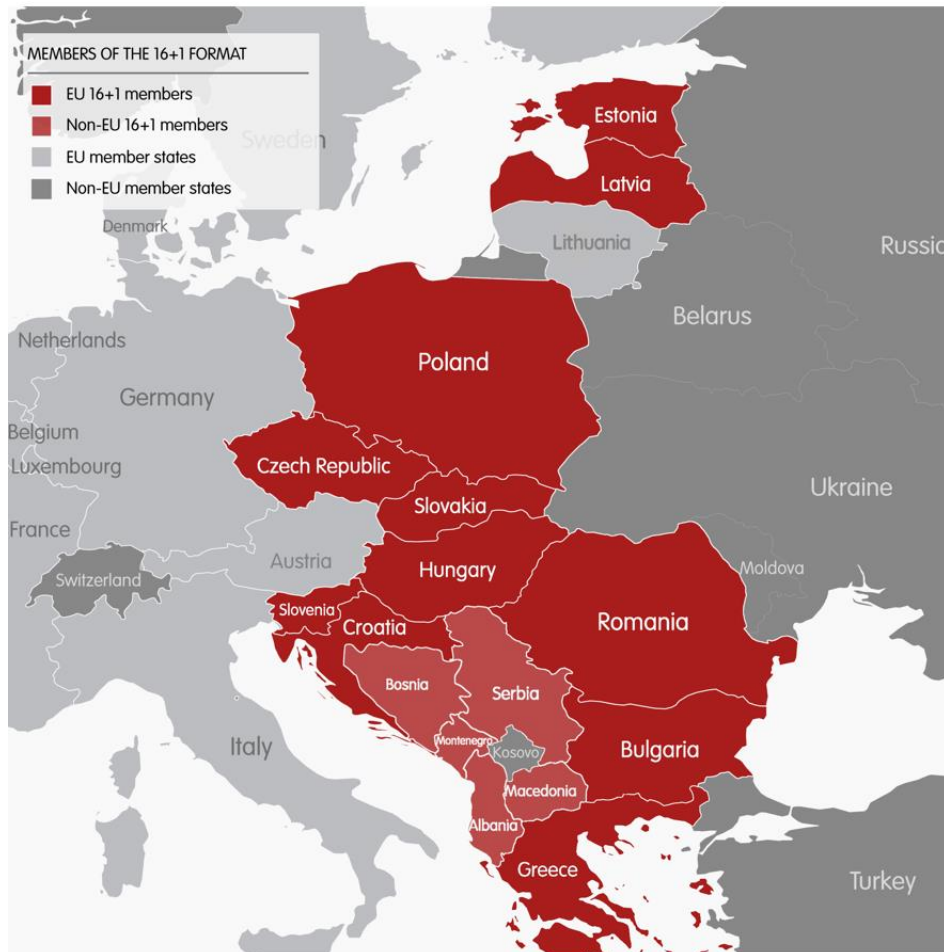 MEMBERS OF THE 16+1 FORMAT
EU 16+1 members
Non-EU 16+1 members
EU member states
Non-EU member states
Sweden
Estonia
Latvia
Denmark
Lithuania
Russia
Belarus
Netherlands
Poland
Germany
Belgium
Czech Republic
Luxembourg
Ukraine
Slovakia
France
Austria
Hungary
Moldova
Switzerland
Slovenia
Croatia
Romania
Bosnia
Serbia
Italy
Montenegro
Kosovo
Bulgaria
Macedonia
Albania
Greece
Turkey